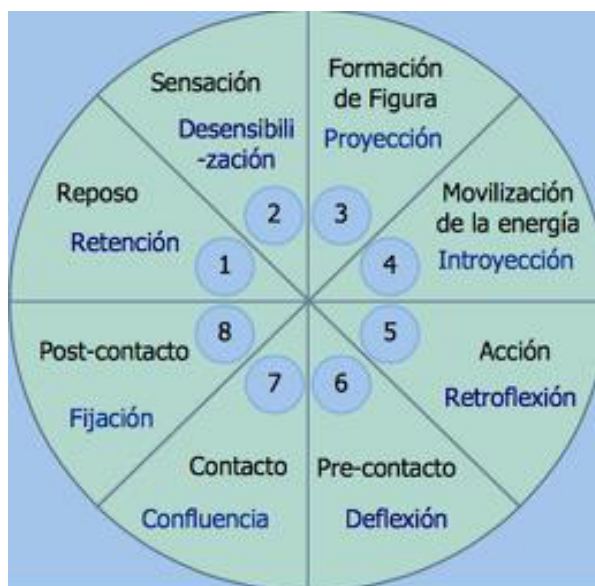 Reposo
Retención
1
Sensación
Desensibili
-zación
2
Formación
de Figura
Proyección
3
Movilización
de la energía
Introyección
4
5
Acción
Retroflexión
6
Pre-contacto
Deflexión
7
Contacto
Confluencia
8
Post-contacto
Fijación